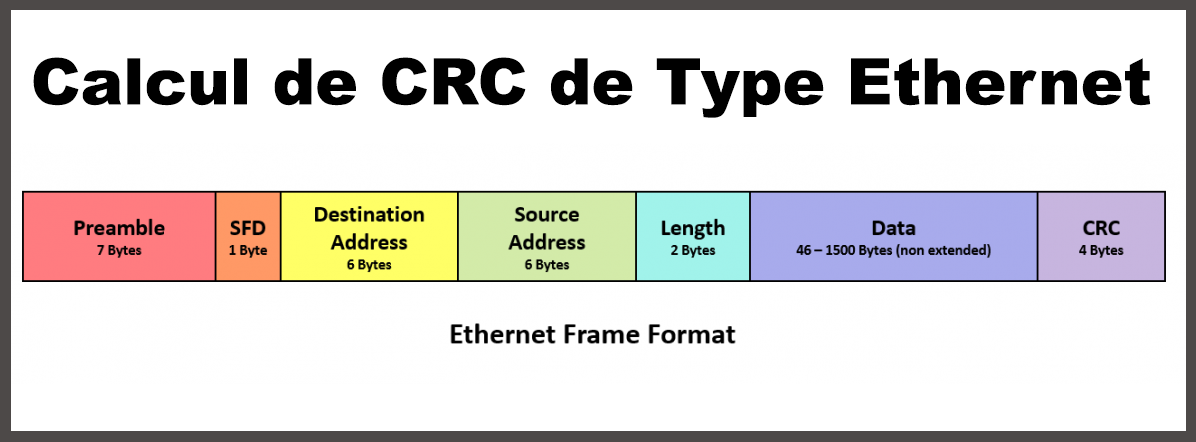 Calcul de CRC de Type Ethernet
Preamble
7 Bytes
SFD
1 Byte
Destination
Address
6 Bytes
Source
Address
6 Bytes
Length
2 Bytes
Data
46 – 1500 Bytes (non extended)
CRC
4 Bytes
Ethernet Frame Format